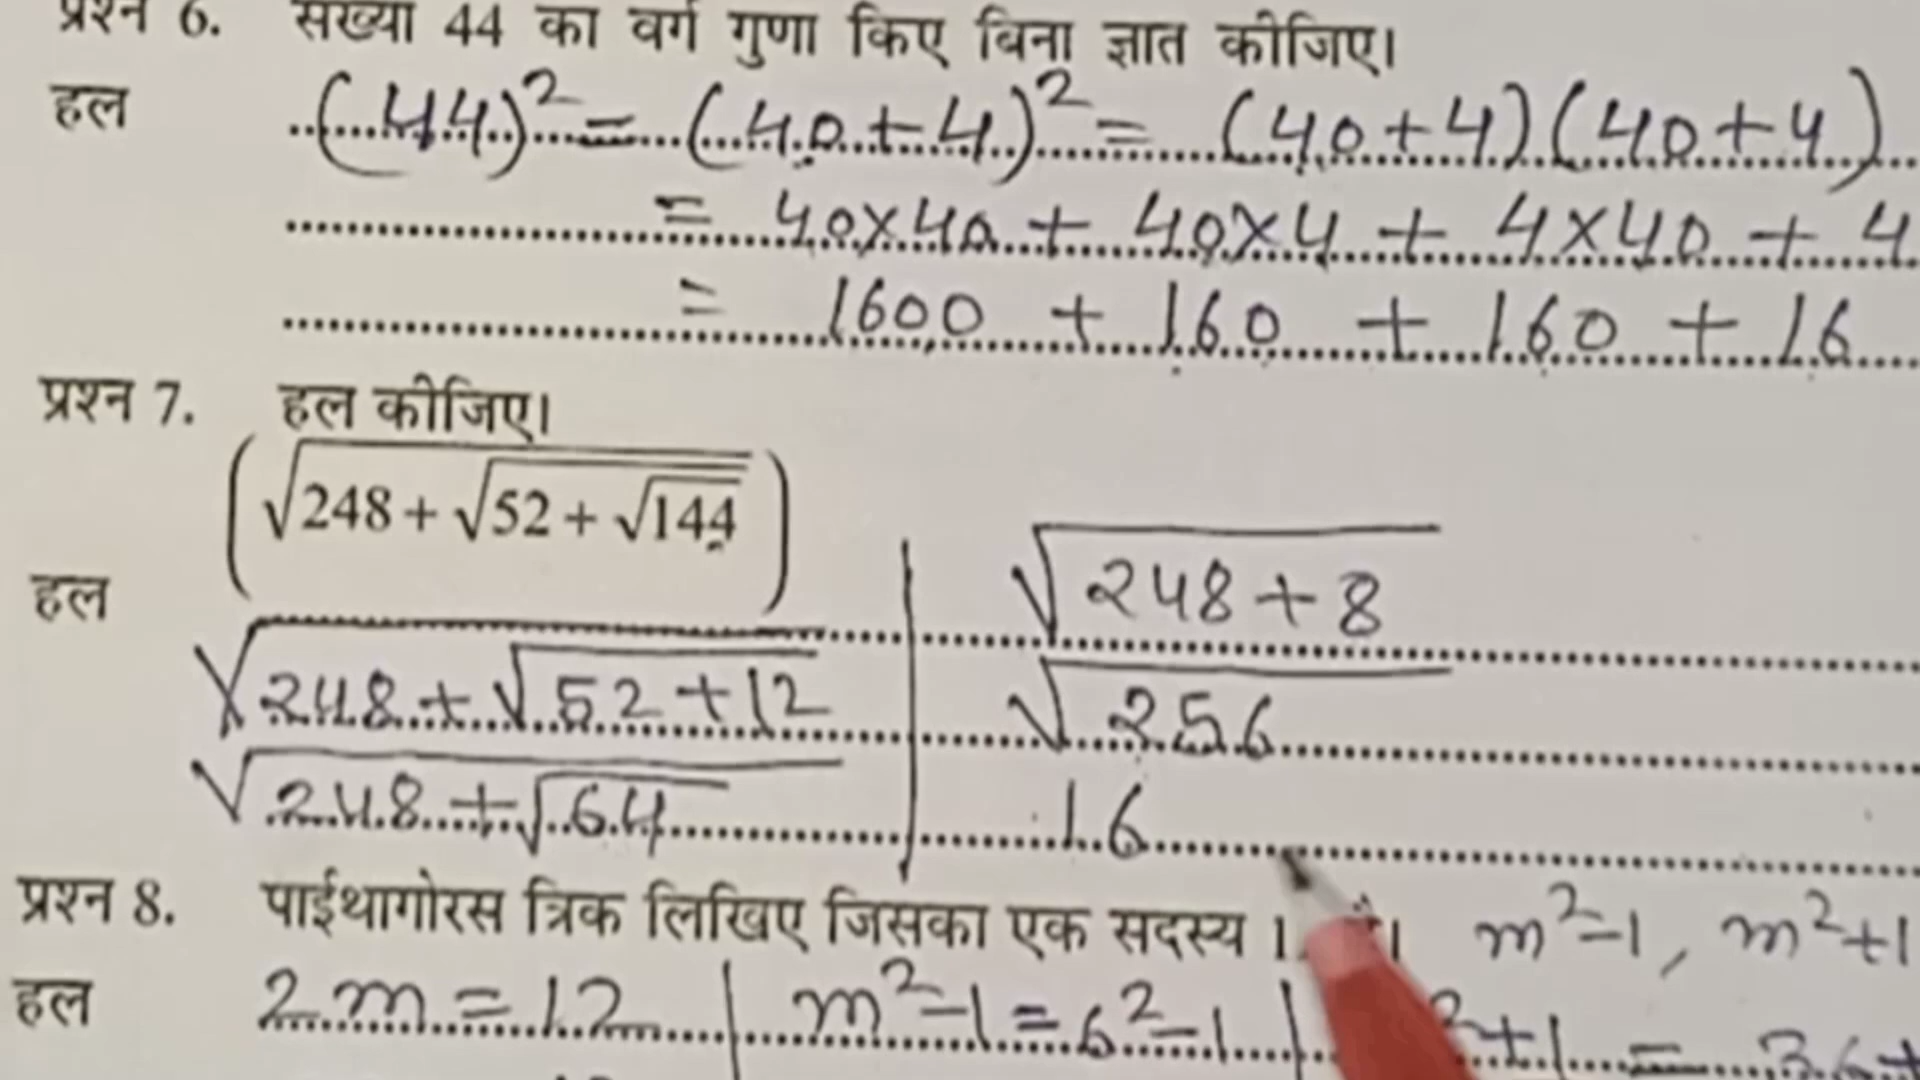 प्रश्न 6. संख्या 44 का वर्ग गुणा किए बिना ज्ञात कीजिए।
हल (44)² = (40+4)² = (40+4)(40+4)
= 40×40 + 40×4 + 4×40 + 4
= 1600 + 160 + 160 + 16
प्रश्न 7. हल कीजिए।
(√(248 + √(52 + √144)))
हल
√(248+8)
√(248+√(52+12))
√256
√(248+√64)
16
प्रश्न 8. पाईथागोरस त्रिक लिखिए जिसका एक सदस्य m²-1, m²+1
हल 2m = 12 | m²-1 = 6²-1 | ²+1 = 36+